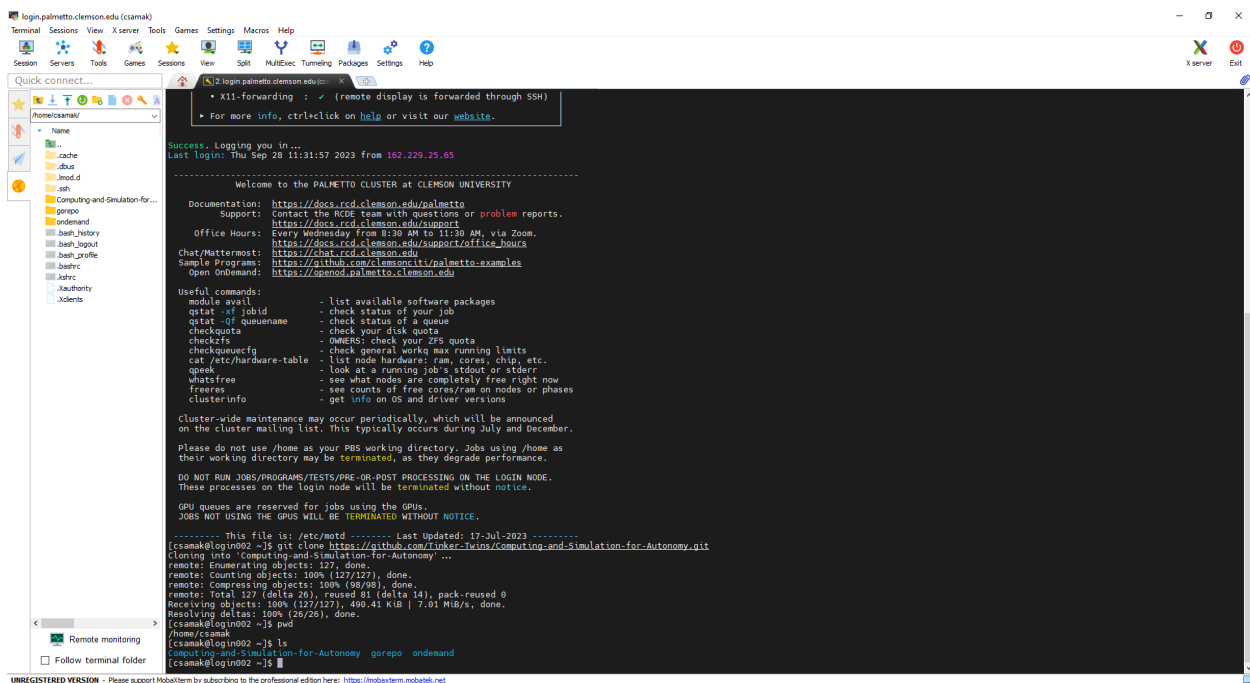 login.palmetto.clemson.edu (csamak)
Terminal Sessions View X server Tools Games Settings Macros Help
Session Servers Tools Games Sessions View Split MultiExec Tunneling Packages Settings Help X server Exit
Quick connect...
2. login.palmetto.clemson.edu (cs
/home/csamak/
Name
..
.cache
.dbus
.lmod.d
.ssh
Computing-and-Simulation-for-...
gorepo
ondemand
.bash_history
.bash_logout
.bash_profile
.bashrc
.kshrc
.Xauthority
.Xclients
Remote monitoring
Follow terminal folder
• X11-forwarding : ✓ (remote display is forwarded through SSH)
► For more info, ctrl+click on help or visit our website.
Success. Logging you in...
Last login: Thu Sep 28 11:31:57 2023 from 162.229.25.65
------------------------------------------------------------------------------
Welcome to the PALMETTO CLUSTER at CLEMSON UNIVERSITY
Documentation: https://docs.rcd.clemson.edu/palmetto
Support: Contact the RCDE team with questions or problem reports.
https://docs.rcd.clemson.edu/support
Office Hours: Every Wednesday from 8:30 AM to 11:30 AM, via Zoom.
https://docs.rcd.clemson.edu/support/office_hours
Chat/Mattermost: https://chat.rcd.clemson.edu
Sample Programs: https://github.com/clemsonciti/palmetto-examples
Open OnDemand: https://openod.palmetto.clemson.edu
Useful commands:
module avail - list available software packages
qstat -xf jobid - check status of your job
qstat -Qf queuename - check status of a queue
checkquota - check your disk quota
checkzfs - OWNERS: check your ZFS quota
checkqueuecfg - check general workq max running limits
cat /etc/hardware-table - list node hardware: ram, cores, chip, etc.
qpeek - look at a running job's stdout or stderr
whatsfree - see what nodes are completely free right now
freeres - see counts of free cores/ram on nodes or phases
clusterinfo - get info on OS and driver versions
Cluster-wide maintenance may occur periodically, which will be announced
on the cluster mailing list. This typically occurs during July and December.
Please do not use /home as your PBS working directory. Jobs using /home as
their working directory may be terminated, as they degrade performance.
DO NOT RUN JOBS/PROGRAMS/TESTS/PRE-OR-POST PROCESSING ON THE LOGIN NODE.
These processes on the login node will be terminated without notice.
GPU queues are reserved for jobs using the GPUs.
JOBS NOT USING THE GPUS WILL BE TERMINATED WITHOUT NOTICE.
--------- This file is: /etc/motd -------- Last Updated: 17-Jul-2023 ---------
[csamak@login002 ~]$ git clone https://github.com/Tinker-Twins/Computing-and-Simulation-for-Autonomy.git
Cloning into 'Computing-and-Simulation-for-Autonomy'...
remote: Enumerating objects: 127, done.
remote: Counting objects: 100% (127/127), done.
remote: Compressing objects: 100% (98/98), done.
remote: Total 127 (delta 26), reused 81 (delta 14), pack-reused 0
Receiving objects: 100% (127/127), 490.41 KiB | 7.01 MiB/s, done.
Resolving deltas: 100% (26/26), done.
[csamak@login002 ~]$ pwd
/home/csamak
[csamak@login002 ~]$ ls
Computing-and-Simulation-for-Autonomy gorepo ondemand
[csamak@login002 ~]$
UNREGISTERED VERSION - Please support MobaXterm by subscribing to the professional edition here: https://mobaxterm.mobatek.net